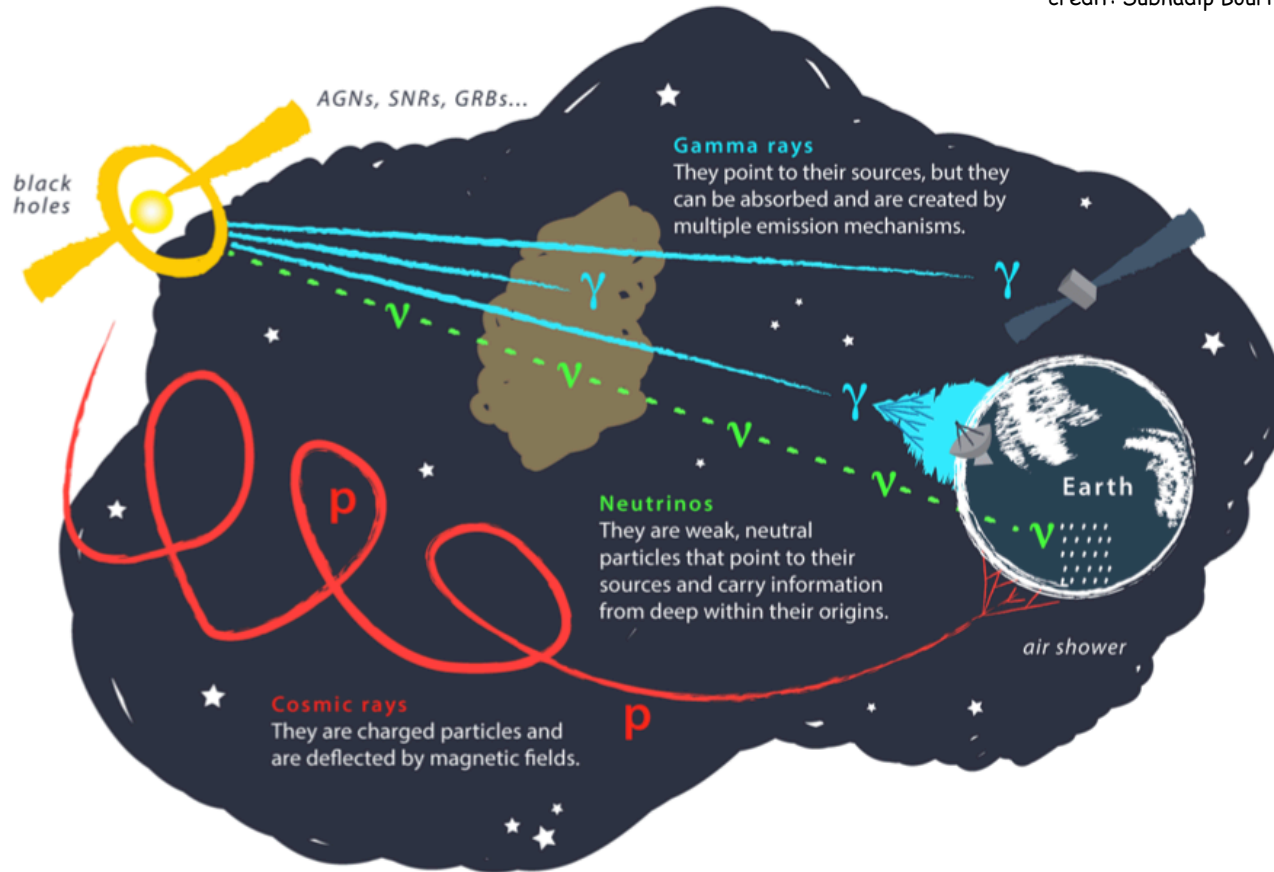 credit: Subhadip
AGNs, SNRs, GRBs...
black
holes
Gamma rays
They point to their sources, but they
can be absorbed and are created by
multiple emission mechanisms.
γ
γ
ν
ν
γ
ν
ν
Earth
ν
p
Neutrinos
They are weak, neutral
particles that point to their
sources and carry information
from deep within their origins.
air shower
Cosmic rays
They are charged particles and
are deflected by magnetic fields.
p